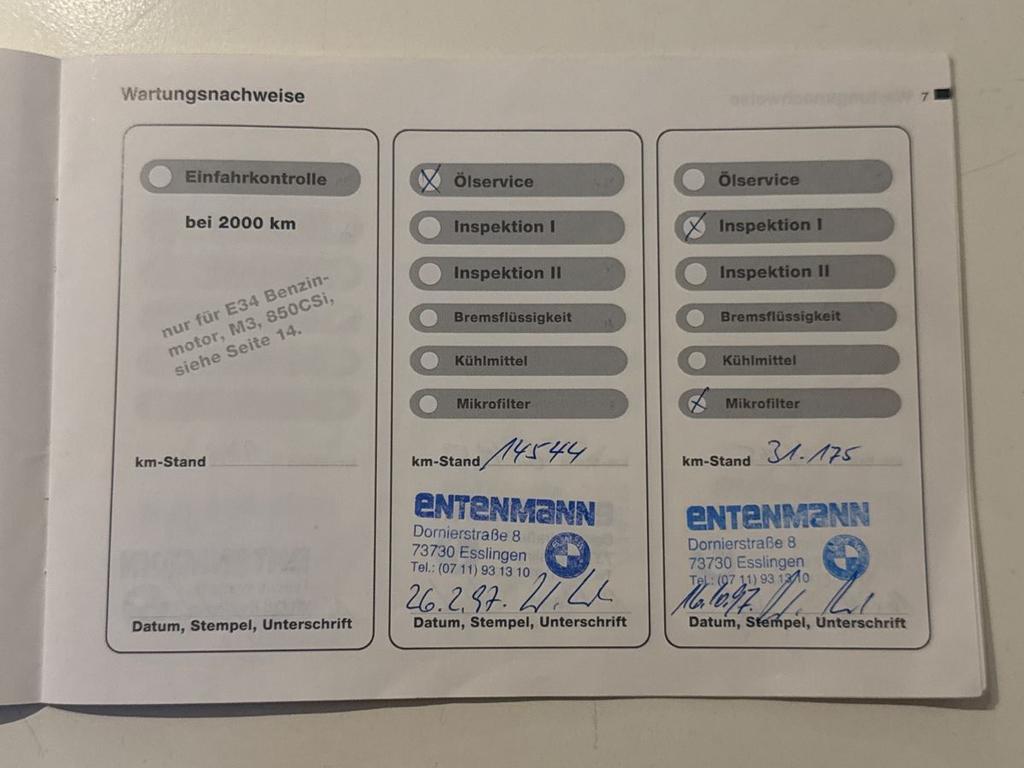 Wartungsnachweise
7
Einfahrkontrolle
bei 2000 km
nur für E34 Benzin-
motor, M3, 850CSi,
siehe Seite 14.
km-Stand
Datum, Stempel, Unterschrift
Ölservice
Inspektion I
Inspektion II
Bremsflüssigkeit
Kühlmittel
Mikrofilter
km-Stand 14544
ENTENMANN
Dornierstraße 8
73730 Esslingen
Tel.: (07 11) 93 13 10
26.2.97.
Datum, Stempel, Unterschrift
Ölservice
Inspektion I
Inspektion II
Bremsflüssigkeit
Kühlmittel
Mikrofilter
km-Stand 31.175
ENTENMANN
Dornierstraße 8
73730 Esslingen
Tel.: (07 11) 93 13 10
16.10.97.
Datum, Stempel, Unterschrift